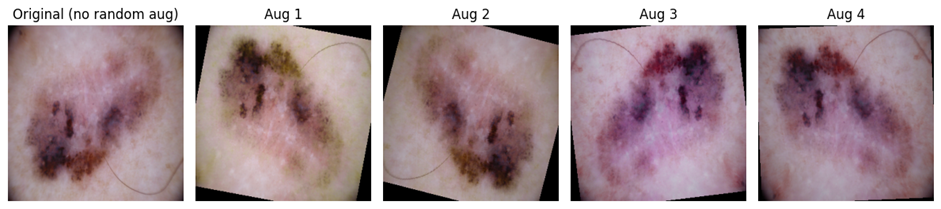 Original (no random aug)
Aug 1
Aug 2
Aug 3
Aug 4